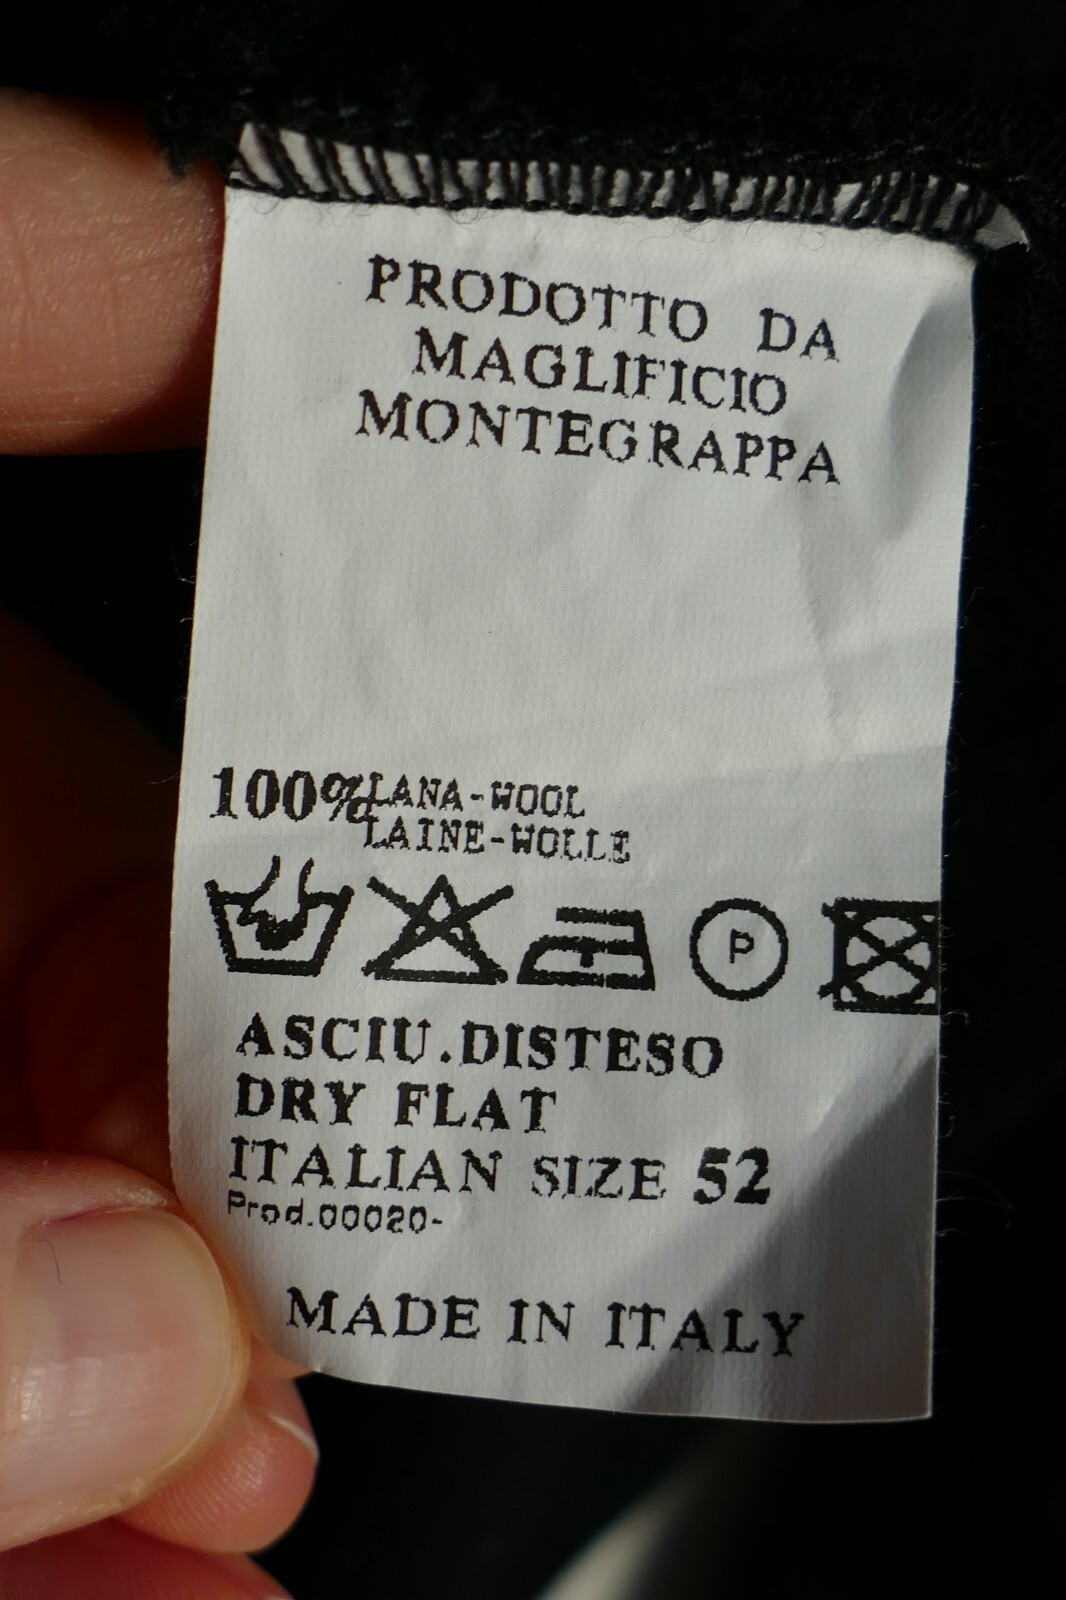 PRODOTTO DA
MAGLIFICIO
MONTEGRAPPA
100% LANA-WOOL
LAINE-WOLLE
P
ASCIU.DISTESO
DRY FLAT
ITALIAN SIZE 52
Prod.00020-
MADE IN ITALY